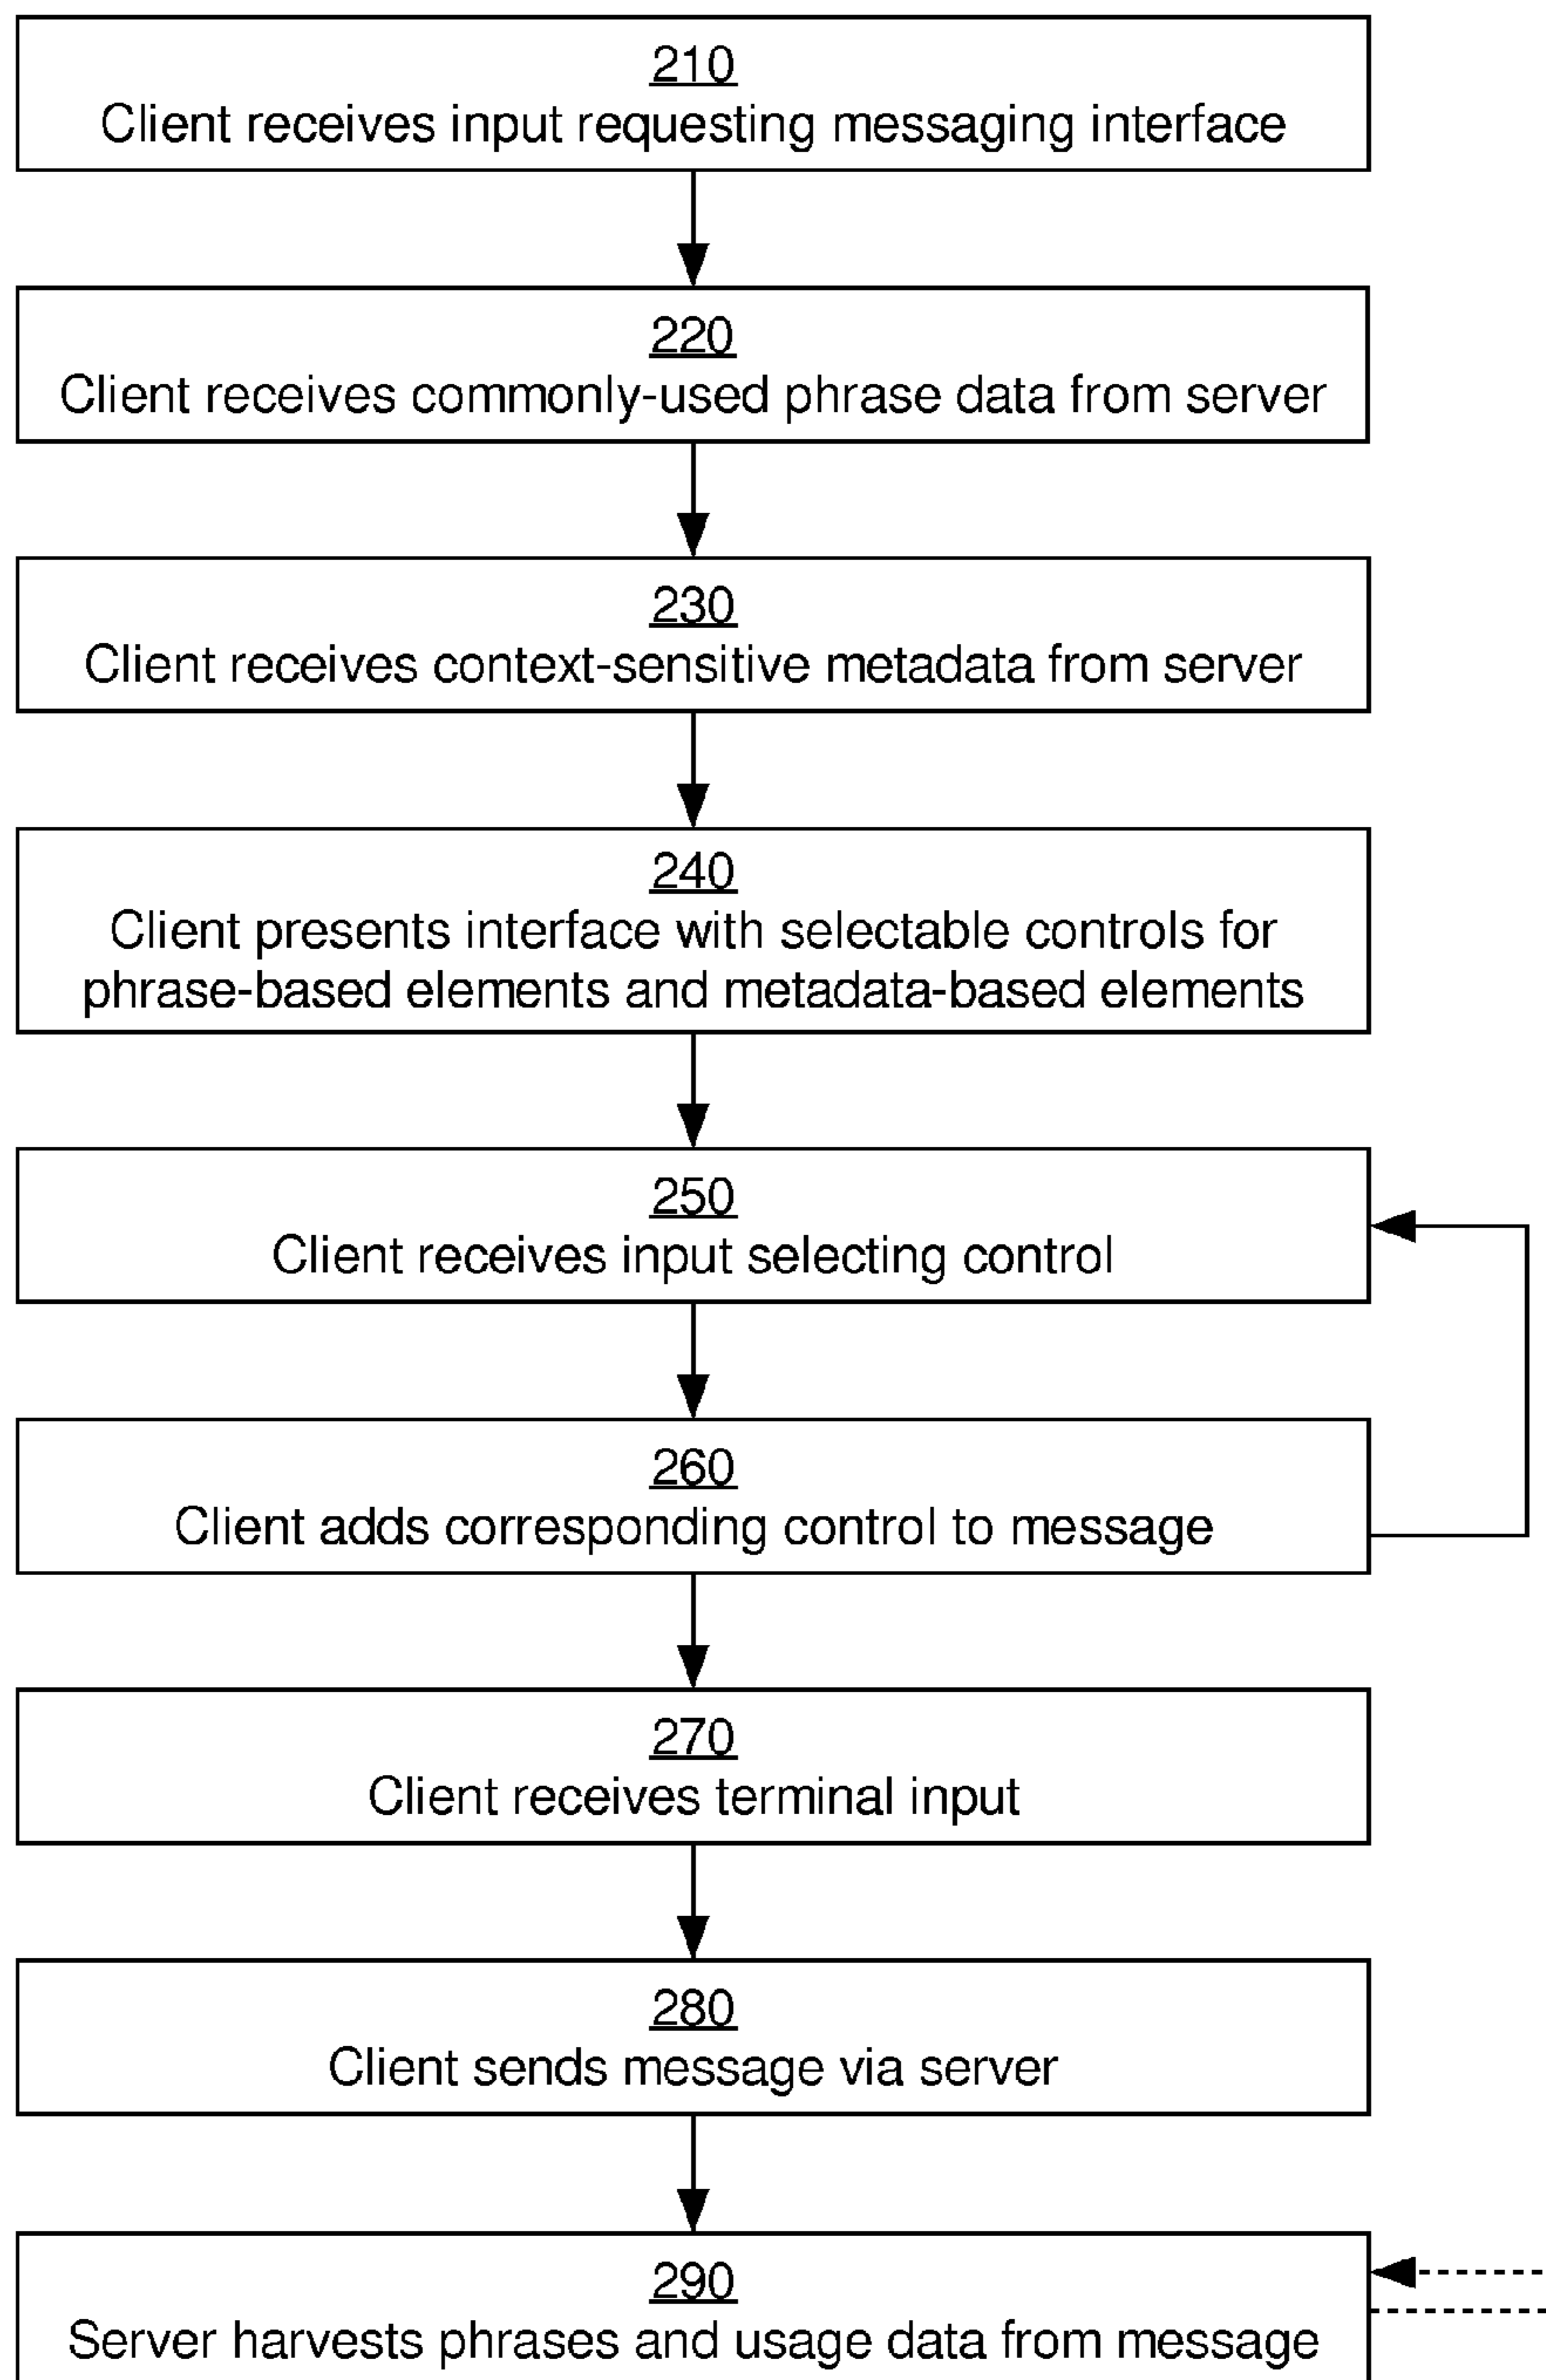 210
Client receives input requesting messaging interface
220
Client receives commonly-used phrase data from server
230
Client receives context-sensitive metadata from server
240
Client presents interface with selectable controls for
phrase-based elements and metadata-based elements
250
Client receives input selecting control
260
Client adds corresponding control to message
270
Client receives terminal input
280
Client sends message via server
290
Server harvests phrases and usage data from message